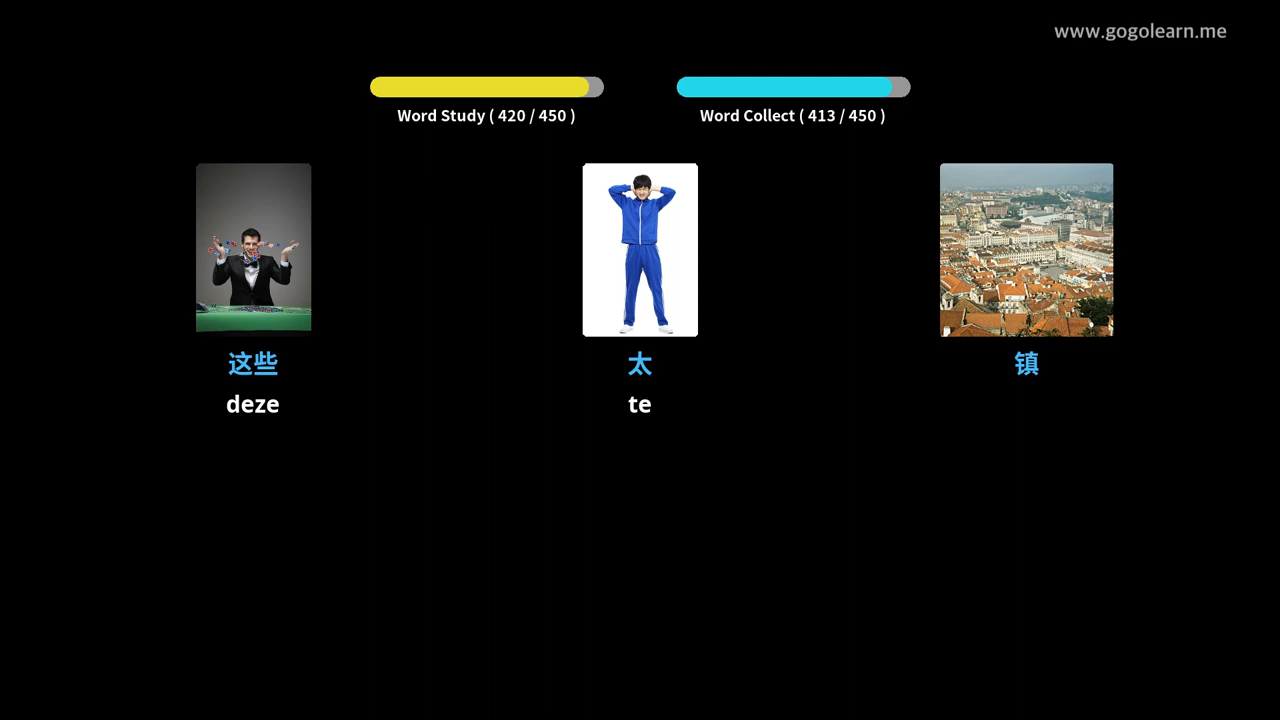 www.gogolearn.me
Word Study ( 420 / 450 )
Word Collect ( 413 / 450 )
这些
太
镇
deze
te